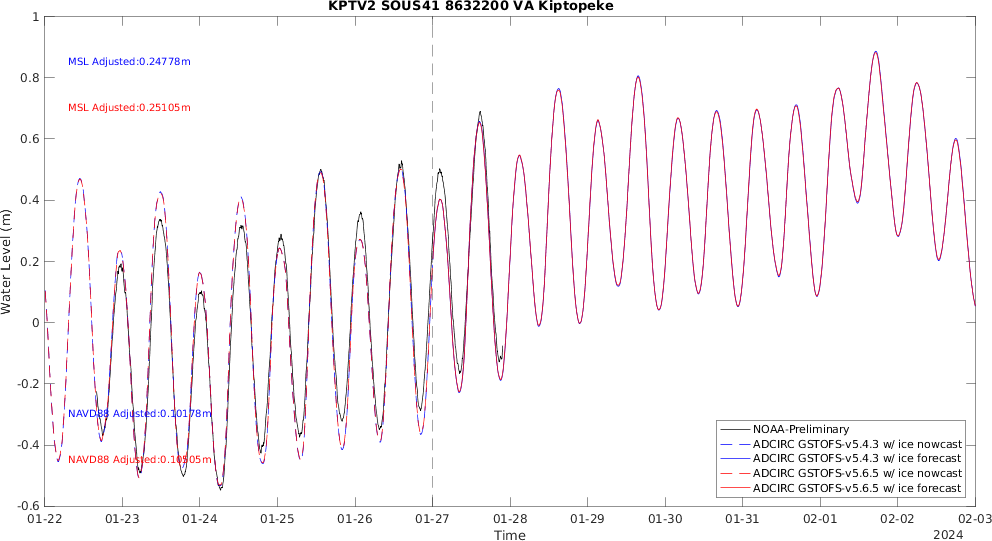 KPTV2 SOUS41 8632200 VA Kiptopeke
1
0.8
0.6
0.4
0.2
0
-0.2
-0.4
-0.6
Water Level (m)
MSL Adjusted:0.24778m
MSL Adjusted:0.25105m
NAVD88 Adjusted:0.10178m
NAVD88 Adjusted:0.10505m
NOAA-Preliminary
ADCIRC GSTOFS-v5.4.3 w/ ice nowcast
ADCIRC GSTOFS-v5.4.3 w/ ice forecast
ADCIRC GSTOFS-v5.6.5 w/ ice nowcast
ADCIRC GSTOFS-v5.6.5 w/ ice forecast
01-22 01-23 01-24 01-25 01-26 01-27 01-28 01-29 01-30 01-31 02-01 02-02 02-03
Time
2024